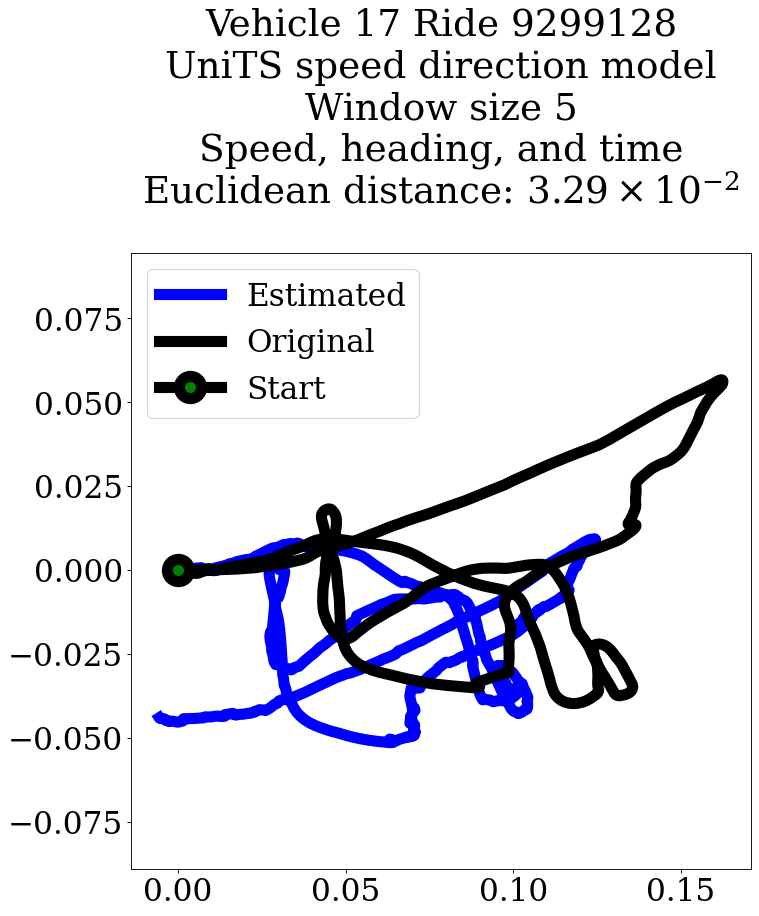 Vehicle 17 Ride 9299128
UniTS speed direction model
Window size 5
Speed, heading, and time
Euclidean distance: 3.29 × 10⁻²
Estimated
Original
Start
0.075
0.050
0.025
0.000
−0.025
−0.050
−0.075
0.00 0.05 0.10 0.15